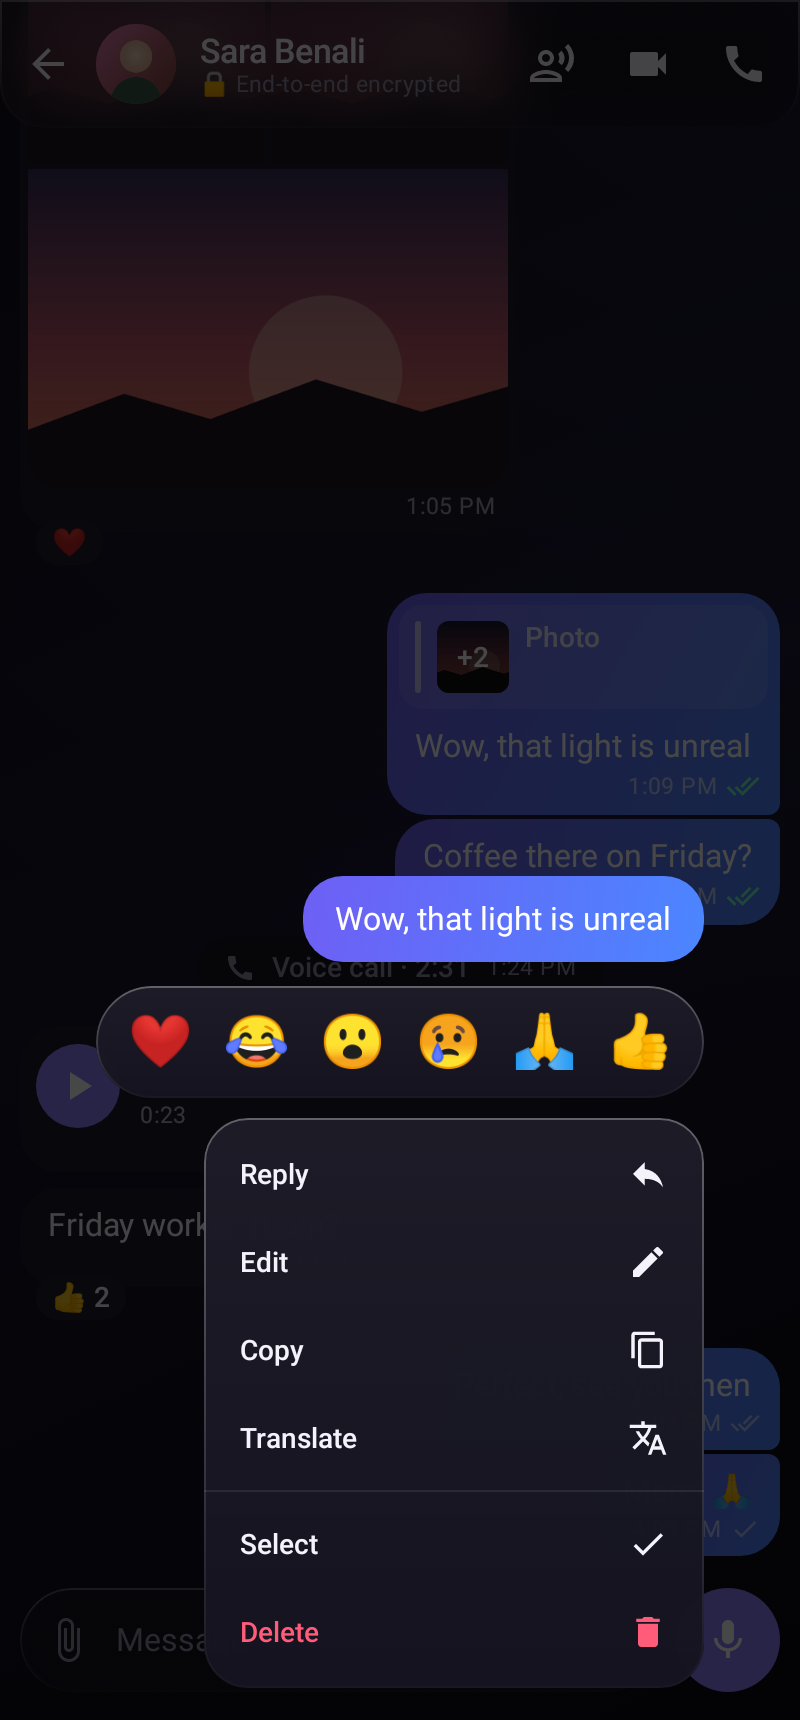 Sara Benali
🔒 End-to-end encrypted
1:05 PM
❤️
+2 Photo
Wow, that light is unreal
1:09 PM
Coffee there on Friday?
Wow, that light is unreal
Voice call · 2:31 1:24 PM
❤️ 😂 😮 😢 🙏 👍
0:23
Reply
Friday work
Edit
👍 2
Copy
Translate
🙏
Select
Delete